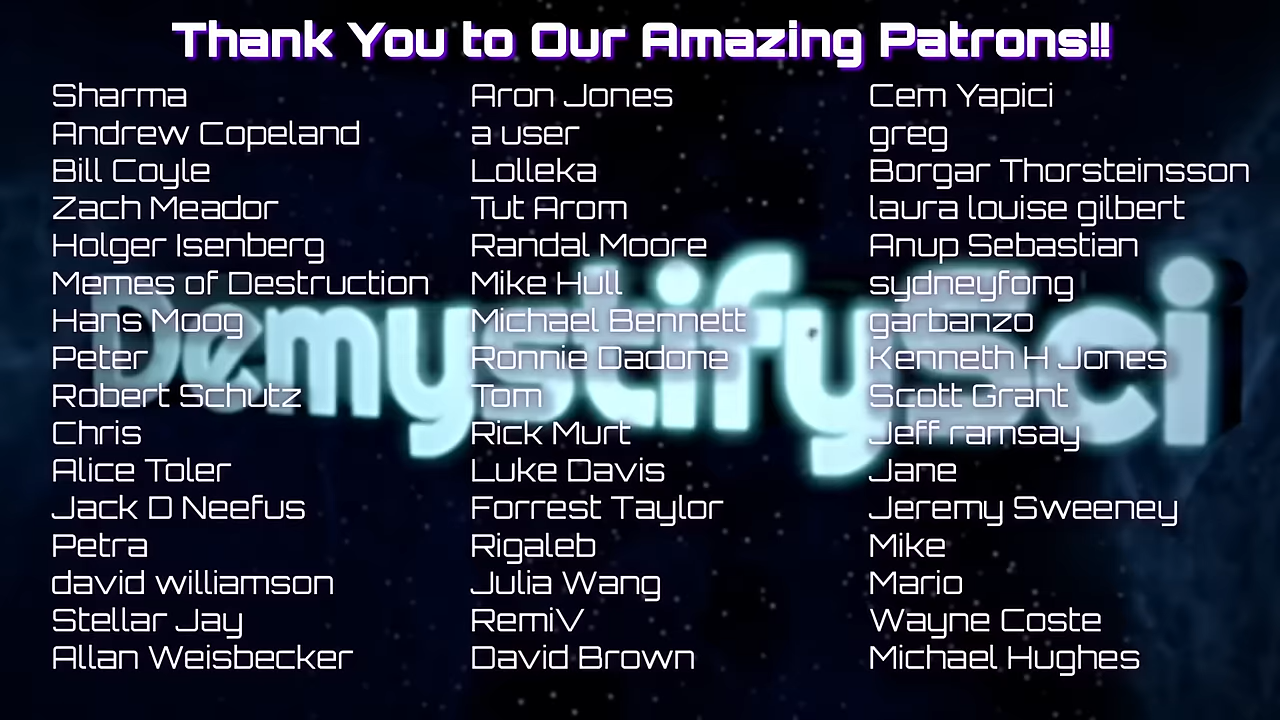 Thank You to Our Amazing Patrons!!
Sharma
Andrew Copeland
Bill Coyle
Zach Meador
Holger Isenberg
Memes of Destruction
Hans Moog
Peter
Robert Schutz
Chris
Alice Toler
Jack D Neefus
Petra
david williamson
Stellar Jay
Allan Weisbecker
Aron Jones
a user
Lolleka
Tut Arom
Randal Moore
Mike Hull
Michael Bennett
Ronnie Dadone
Tom
Rick Murt
Luke Davis
Forrest Taylor
Rigaleb
Julia Wang
RemiV
David Brown
Cem Yapici
greg
Borgar Thorsteinsson
laura louise gilbert
Anup Sebastian
sydneyfong
garbanzo
Kenneth H Jones
Scott Grant
Jeff ramsay
Jane
Jeremy Sweeney
Mike
Mario
Wayne Coste
Michael Hughes
DemystifySci